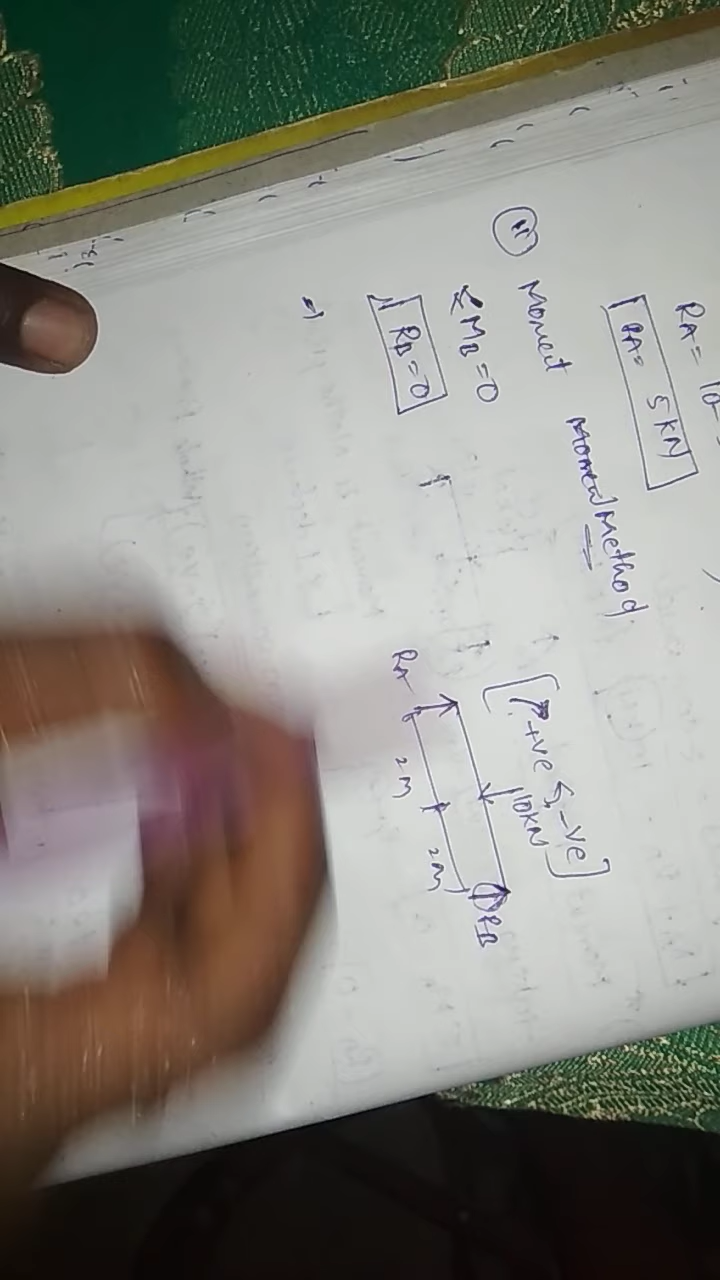 RA = 10
RA = 5 KN
(ii) Moment Moment Method
[↷ +ve ↶ -ve]
ΣMB = 0
10KN
RB
RB = 0
RA
2M
2M